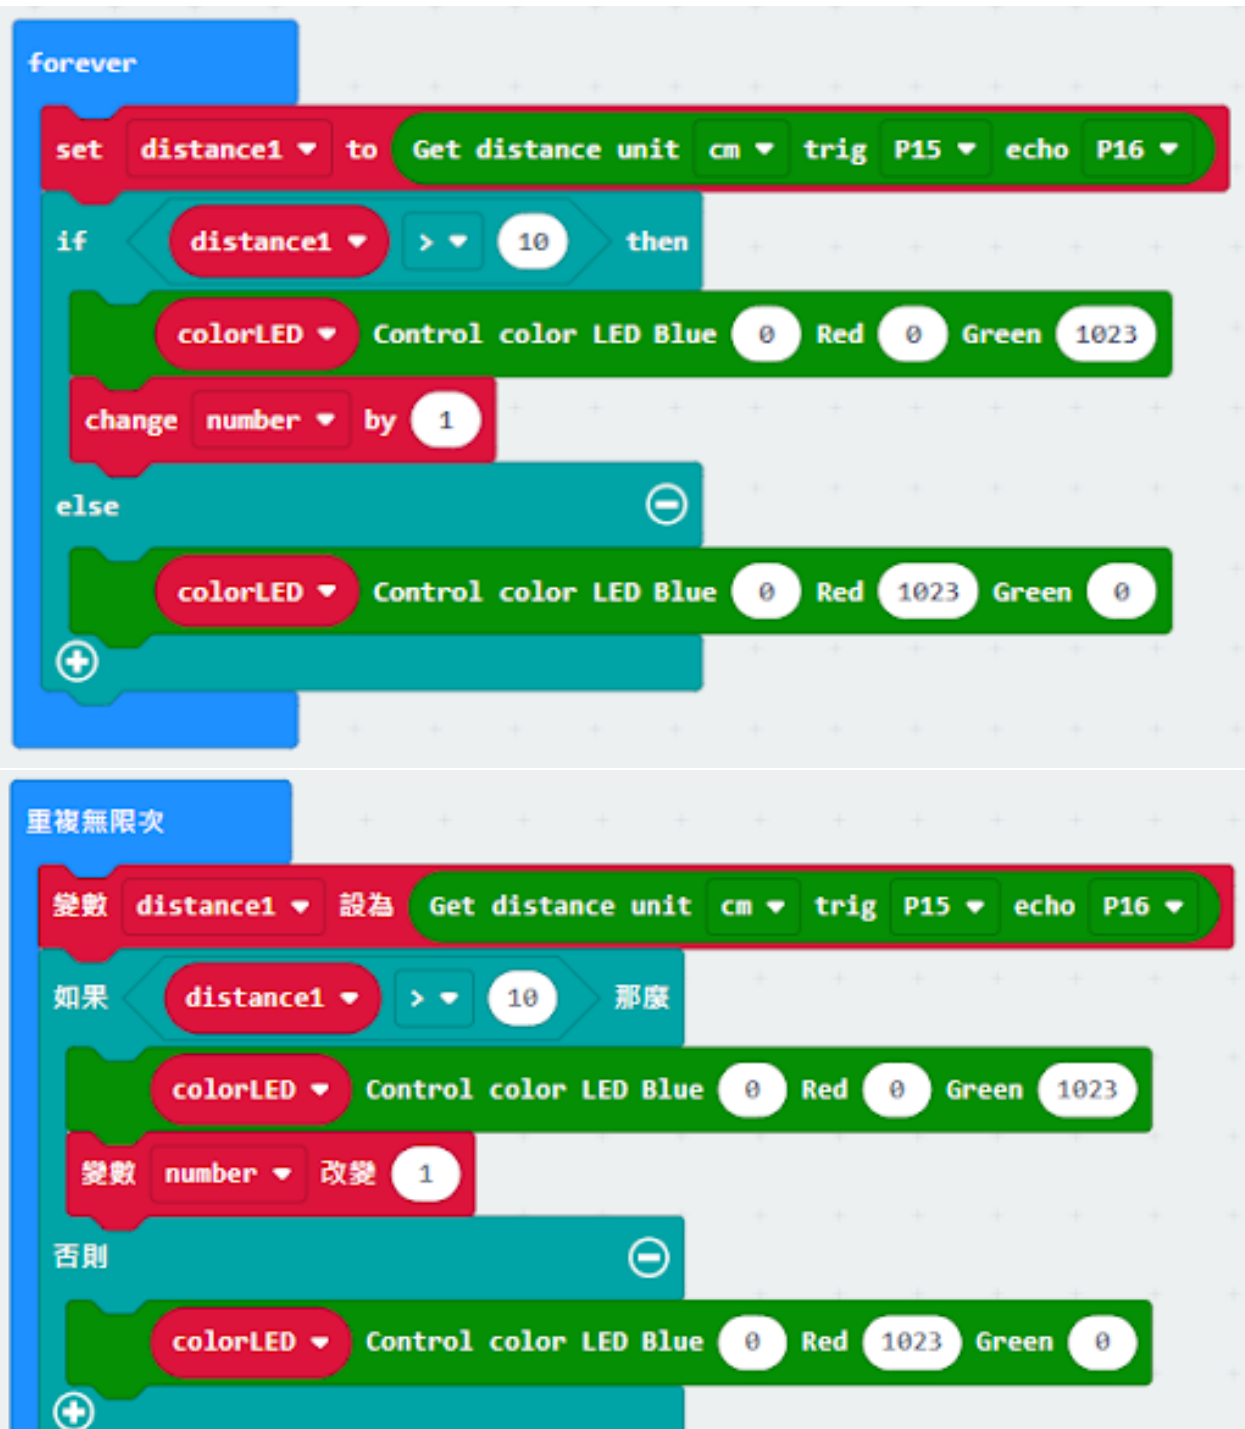 forever
set distance1 to Get distance unit cm trig P15 echo P16
if distance1 > 10 then
colorLED Control color LED Blue 0 Red 0 Green 1023
change number by 1
else
colorLED Control color LED Blue 0 Red 1023 Green 0
重複無限次
變數 distance1 設為 Get distance unit cm trig P15 echo P16
如果 distance1 > 10 那麼
colorLED Control color LED Blue 0 Red 0 Green 1023
變數 number 改變 1
否則
colorLED Control color LED Blue 0 Red 1023 Green 0